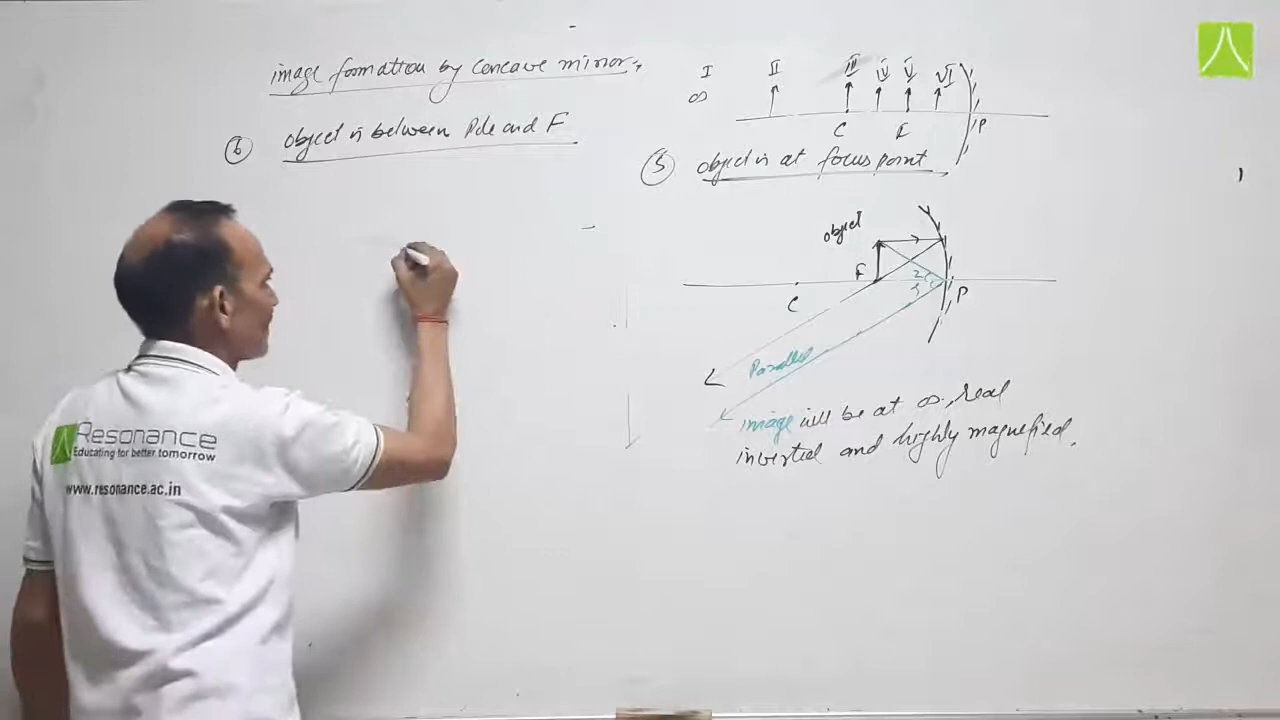 image formation by concave mirror.
⑥ object is between Pole and F
I II III IV V VI
∞
C F P
⑤ object is at focus point
object
F
C
P
Parallel
image will be at ∞, real
inverted and highly magnified.
Resonance
Educating for better tomorrow
www.resonance.ac.in